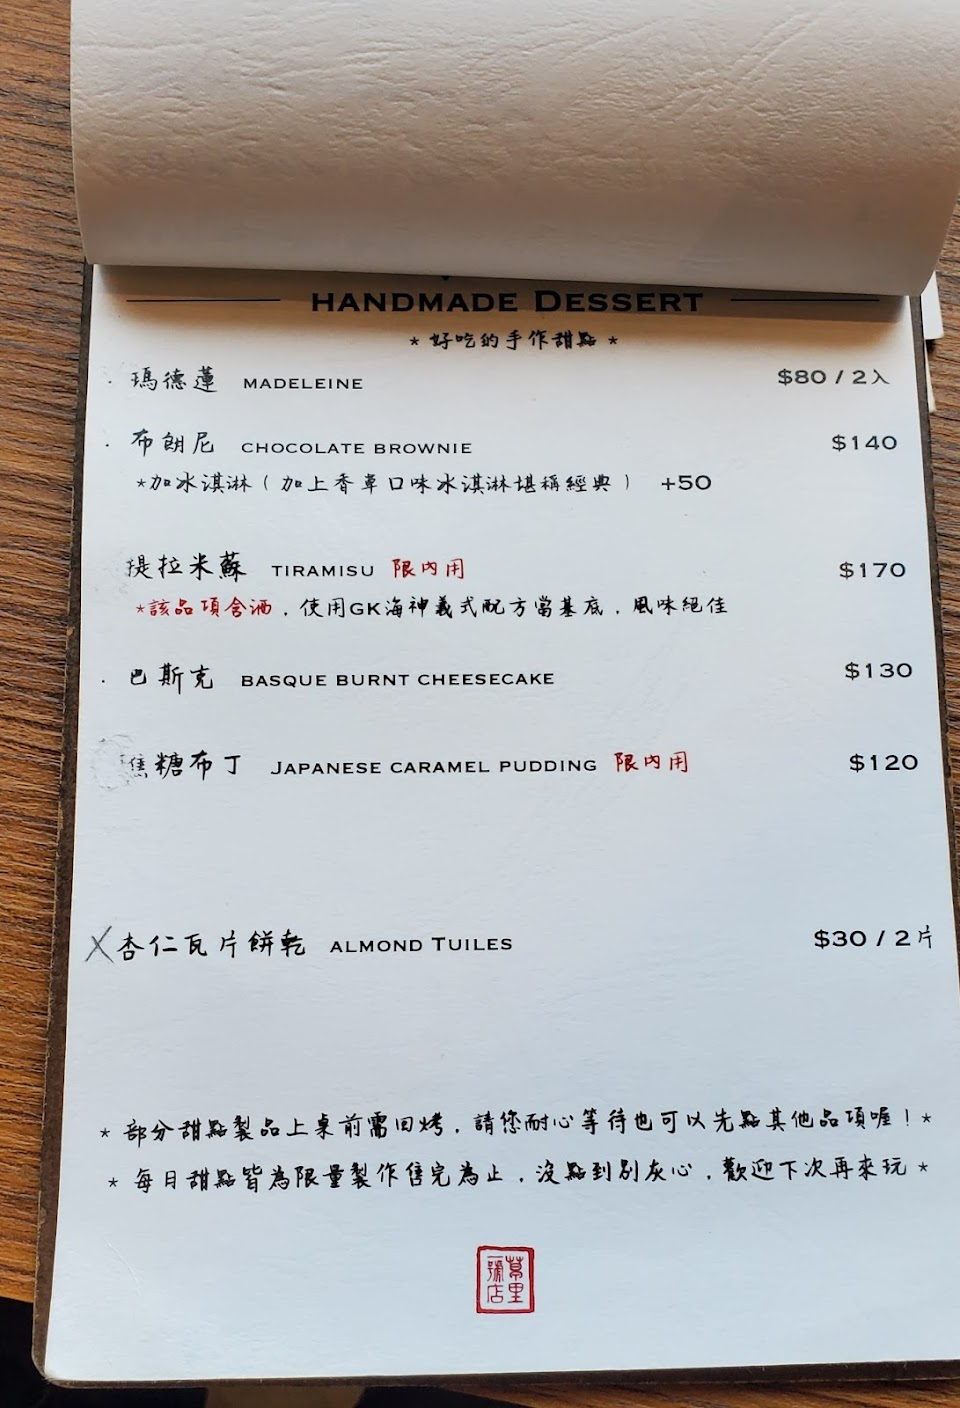 HANDMADE DESSERT
* 好吃的手作甜點 *
· 瑪德蓮 MADELEINE $80 / 2入
· 布朗尼 CHOCOLATE BROWNIE $140
*加冰淇淋（加上香草口味冰淇淋堪稱經典） +50
提拉米蘇 TIRAMISU 限內用 $170
*該品項含酒，使用GK海神義式配方當基底，風味絕佳
· 巴斯克 BASQUE BURNT CHEESECAKE $130
焦糖布丁 JAPANESE CARAMEL PUDDING 限內用 $120
X杏仁瓦片餅乾 ALMOND TUILES $30 / 2片
* 部分甜點製品上桌前需回烤，請您耐心等待也可以先點其他品項喔！*
* 每日甜點皆為限量製作售完為止，沒點到別灰心，歡迎下次再來玩 *
萬里
一號店